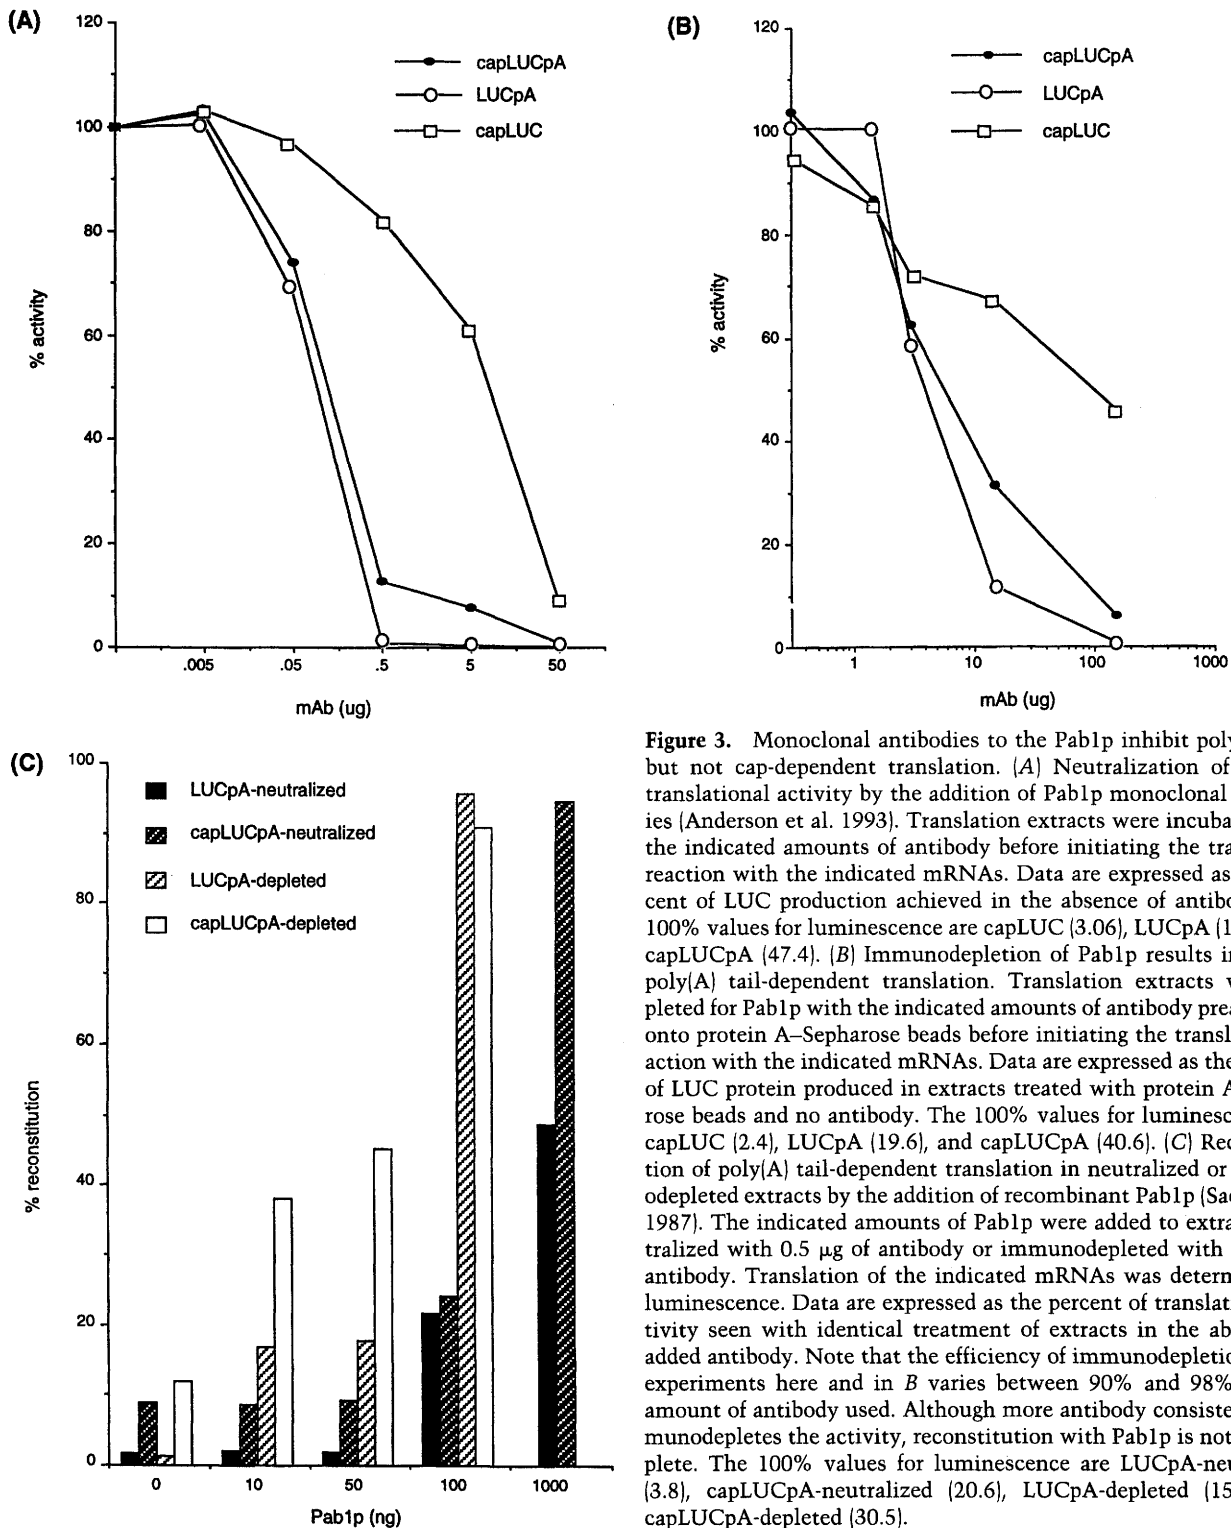 (A)
120
100
80
60
40
20
0
% activity
capLUCpA
LUCpA
capLUC
.005 .05 .5 5 50
mAb (ug)
(B)
120
100
80
60
40
20
0
% activity
capLUCpA
LUCpA
capLUC
1 10 100 1000
mAb (ug)
(C)
100
80
60
40
20
0
% reconstitution
LUCpA-neutralized
capLUCpA-neutralized
LUCpA-depleted
capLUCpA-depleted
0 10 50 100 1000
Pab1p (ng)
Figure 3. Monoclonal antibodies to the Pab1p inhibit poly
but not cap-dependent translation. (A) Neutralization of
translational activity by the addition of Pab1p monoclonal
ies (Anderson et al. 1993). Translation extracts were incuba
the indicated amounts of antibody before initiating the tra
reaction with the indicated mRNAs. Data are expressed as
cent of LUC production achieved in the absence of antibo
100% values for luminescence are capLUC (3.06), LUCpA (1
capLUCpA (47.4). (B) Immunodepletion of Pab1p results i
poly(A) tail-dependent translation. Translation extracts v
pleted for Pab1p with the indicated amounts of antibody prea
onto protein A–Sepharose beads before initiating the transl
action with the indicated mRNAs. Data are expressed as the
of LUC protein produced in extracts treated with protein A
rose beads and no antibody. The 100% values for luminesc
capLUC (2.4), LUCpA (19.6), and capLUCpA (40.6). (C) Rec
tion of poly(A) tail-dependent translation in neutralized or
odepleted extracts by the addition of recombinant Pab1p (Sac
1987). The indicated amounts of Pab1p were added to extra
tralized with 0.5 μg of antibody or immunodepleted with
antibody. Translation of the indicated mRNAs was determ
luminescence. Data are expressed as the percent of translati
tivity seen with identical treatment of extracts in the ab
added antibody. Note that the efficiency of immunodepletio
experiments here and in B varies between 90% and 98%
amount of antibody used. Although more antibody consiste
munodepletes the activity, reconstitution with Pab1p is not
plete. The 100% values for luminescence are LUCpA-neu
(3.8), capLUCpA-neutralized (20.6), LUCpA-depleted (15
capLUCpA-depleted (30.5).